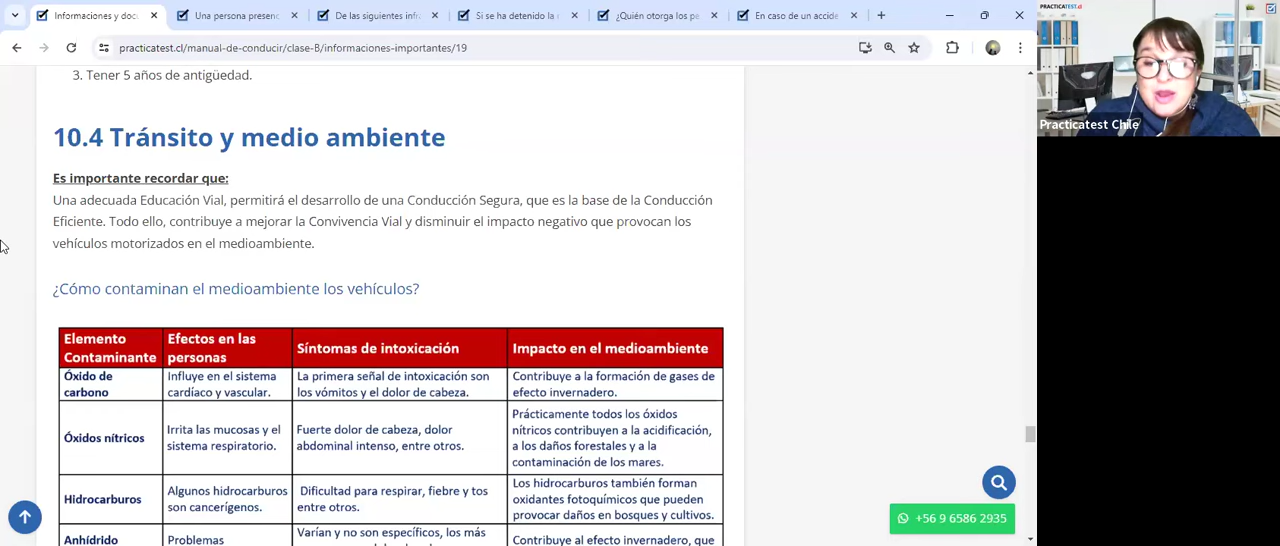 Informaciones y docu
Una persona presenc
De las siguientes infra
Si se ha detenido la m
¿Quién otorga los pe
En caso de un accide
practicatest.cl/manual-de-conducir/clase-B/informaciones-importantes/19
PRACTICATEST.cl
Practicatest Chile
3. Tener 5 años de antigüedad.
10.4 Tránsito y medio ambiente
Es importante recordar que:
Una adecuada Educación Vial, permitirá el desarrollo de una Conducción Segura, que es la base de la Conducción
Eficiente. Todo ello, contribuye a mejorar la Convivencia Vial y disminuir el impacto negativo que provocan los
vehículos motorizados en el medioambiente.
¿Cómo contaminan el medioambiente los vehículos?
Elemento
Contaminante
Efectos en las
personas
Síntomas de intoxicación
Impacto en el medioambiente
Óxido de
carbono
Influye en el sistema
cardíaco y vascular.
La primera señal de intoxicación son
los vómitos y el dolor de cabeza.
Contribuye a la formación de gases de
efecto invernadero.
Óxidos nítricos
Irrita las mucosas y el
sistema respiratorio.
Fuerte dolor de cabeza, dolor
abdominal intenso, entre otros.
Prácticamente todos los óxidos
nítricos contribuyen a la acidificación,
a los daños forestales y a la
contaminación de los mares.
Hidrocarburos
Algunos hidrocarburos
son cancerígenos.
Dificultad para respirar, fiebre y tos
entre otros.
Los hidrocarburos también forman
oxidantes fotoquímicos que pueden
provocar daños en bosques y cultivos.
Anhídrido
Problemas
Varían y no son específicos, los más
Contribuye al efecto invernadero, que
+56 9 6586 2935